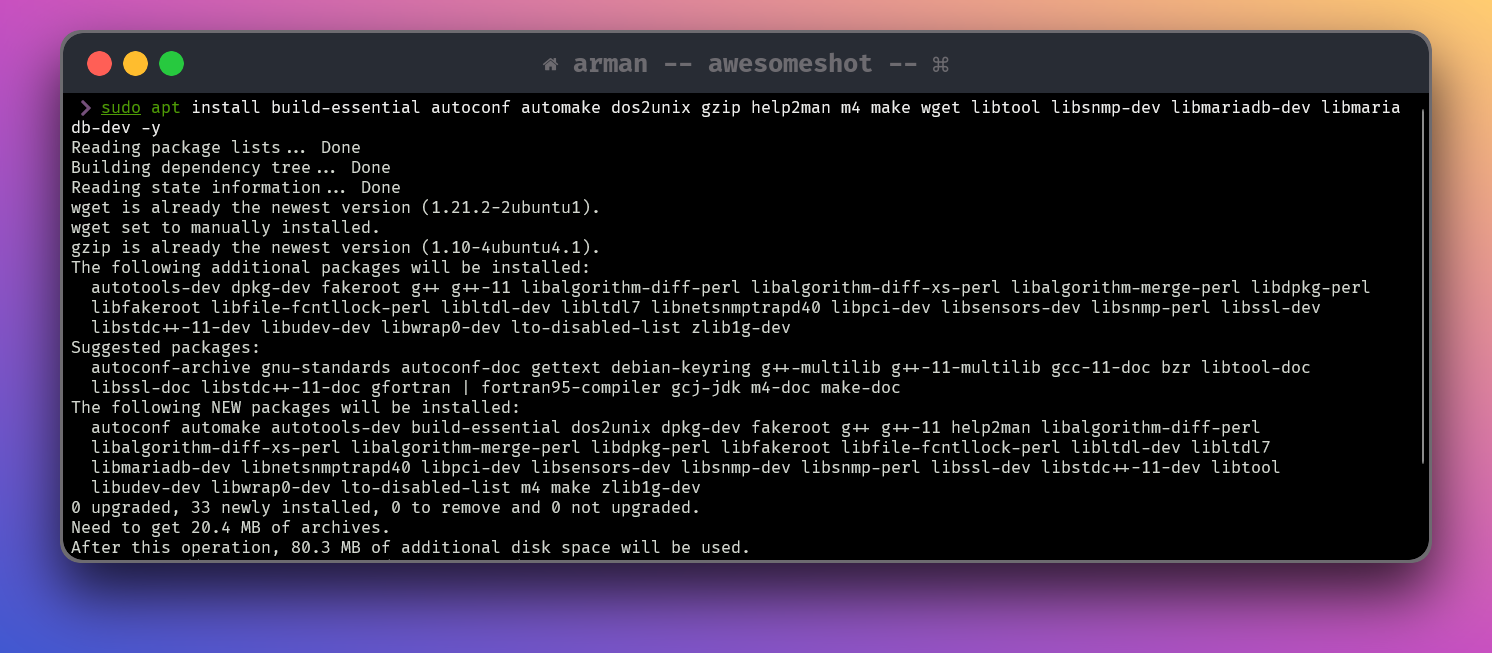 arman -- awesomeshot -- ⌘
❯ sudo apt install build-essential autoconf automake dos2unix gzip help2man m4 make wget libtool libsnmp-dev libmariadb-dev libmaria
db-dev -y
Reading package lists... Done
Building dependency tree... Done
Reading state information... Done
wget is already the newest version (1.21.2-2ubuntu1).
wget set to manually installed.
gzip is already the newest version (1.10-4ubuntu4.1).
The following additional packages will be installed:
  autotools-dev dpkg-dev fakeroot g++ g++-11 libalgorithm-diff-perl libalgorithm-diff-xs-perl libalgorithm-merge-perl libdpkg-perl
  libfakeroot libfile-fcntllock-perl libltdl-dev libltdl7 libnetsnmptrapd40 libpci-dev libsensors-dev libsnmp-perl libssl-dev
  libstdc++-11-dev libudev-dev libwrap0-dev lto-disabled-list zlib1g-dev
Suggested packages:
  autoconf-archive gnu-standards autoconf-doc gettext debian-keyring g++-multilib g++-11-multilib gcc-11-doc bzr libtool-doc
  libssl-doc libstdc++-11-doc gfortran | fortran95-compiler gcj-jdk m4-doc make-doc
The following NEW packages will be installed:
  autoconf automake autotools-dev build-essential dos2unix dpkg-dev fakeroot g++ g++-11 help2man libalgorithm-diff-perl
  libalgorithm-diff-xs-perl libalgorithm-merge-perl libdpkg-perl libfakeroot libfile-fcntllock-perl libltdl-dev libltdl7
  libmariadb-dev libnetsnmptrapd40 libpci-dev libsensors-dev libsnmp-dev libsnmp-perl libssl-dev libstdc++-11-dev libtool
  libudev-dev libwrap0-dev lto-disabled-list m4 make zlib1g-dev
0 upgraded, 33 newly installed, 0 to remove and 0 not upgraded.
Need to get 20.4 MB of archives.
After this operation, 80.3 MB of additional disk space will be used.